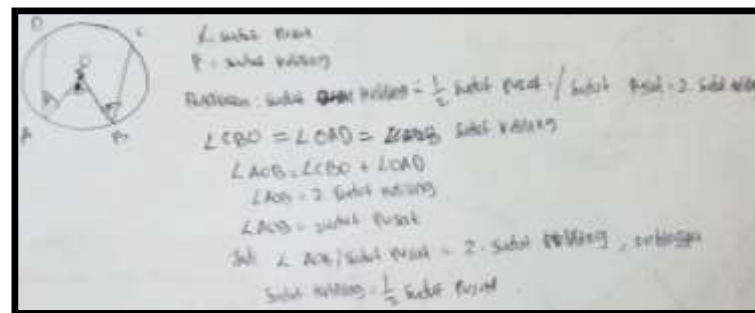 D
C
O
A
B
α = sudut Pusat
β = sudut keliling
sudut keliling = 1/2 sudut pusat / sudut Pusat = 2. sudut
∠CBO = ∠OAD = sudut keliling
∠AOB = ∠CBO + ∠OAD
∠AOB = 2 sudut keliling
∠AOB = sudut Pusat
Jadi ∠ AOB/sudut pusat = 2. sudut keliling, sehingga
sudut keliling = 1/2 sudut Pusat.